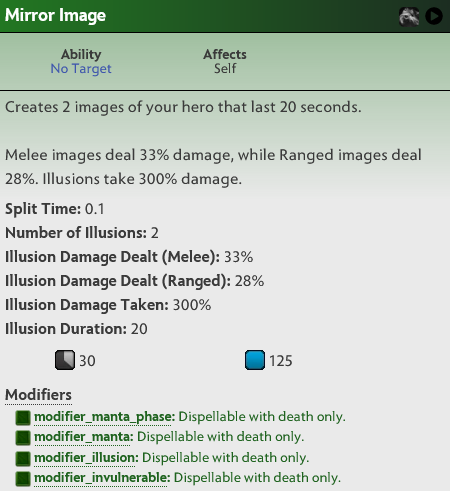 Mirror Image
Ability Affects
No Target Self
Creates 2 images of your hero that last 20 seconds.
Melee images deal 33% damage, while Ranged images deal
28%. Illusions take 300% damage.
Split Time: 0.1
Number of Illusions: 2
Illusion Damage Dealt (Melee): 33%
Illusion Damage Dealt (Ranged): 28%
Illusion Damage Taken: 300%
Illusion Duration: 20
30 125
Modifiers
modifier_manta_phase: Dispellable with death only.
modifier_manta: Dispellable with death only.
modifier_illusion: Dispellable with death only.
modifier_invulnerable: Dispellable with death only.